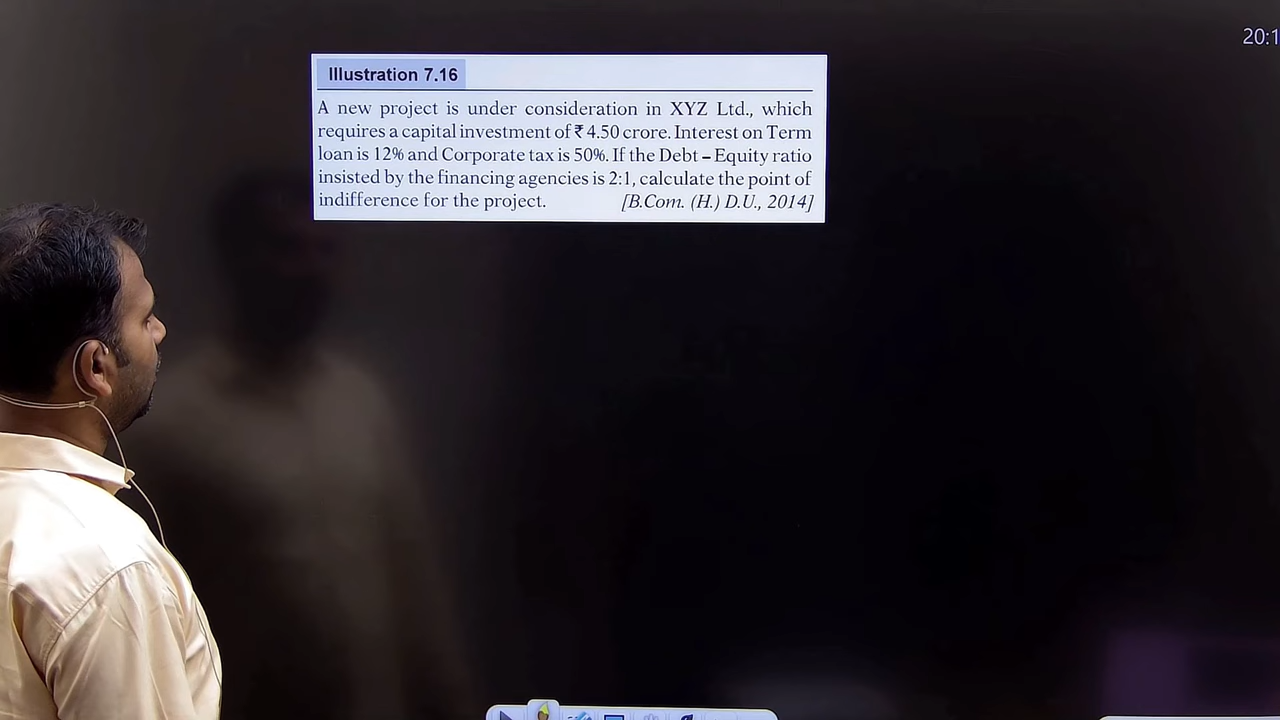 20:1
Illustration 7.16
A new project is under consideration in XYZ Ltd., which
requires a capital investment of ₹ 4.50 crore. Interest on Term
loan is 12% and Corporate tax is 50%. If the Debt – Equity ratio
insisted by the financing agencies is 2:1, calculate the point of
indifference for the project. [B.Com. (H.) D.U., 2014]